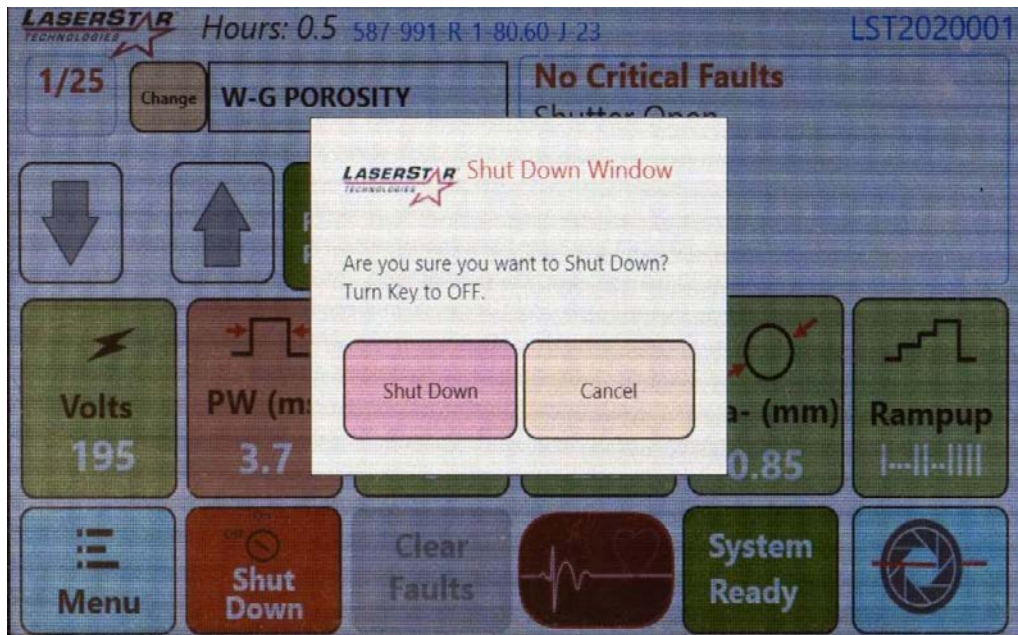 LASERSTAR
TECHNOLOGIES
Hours: 0.5
587-991-R-1-80.60-J-23
LST2020001
1/25
Change
W-G POROSITY
No Critical Faults
Shutter Open
LASERSTAR
TECHNOLOGIES
Shut Down Window
Are you sure you want to Shut Down?
Turn Key to OFF.
Shut Down
Cancel
Volts
195
PW (m
3.7
a- (mm)
0.85
Rampup
Menu
Shut
Down
Clear
Faults
System
Ready